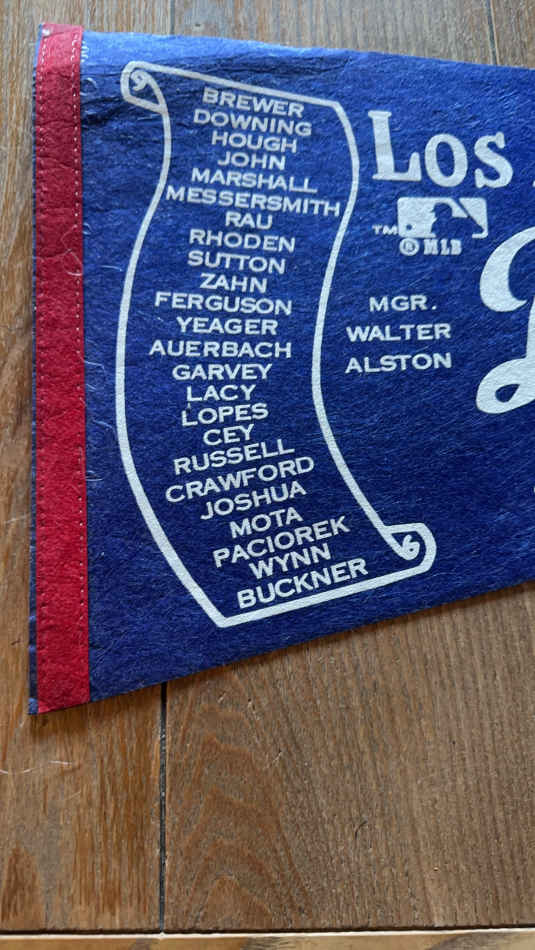 BREWER
DOWNING
HOUGH
JOHN
MARSHALL
MESSERSMITH
RAU
RHODEN
SUTTON
ZAHN
FERGUSON
YEAGER
AUERBACH
GARVEY
LACY
LOPES
CEY
RUSSELL
CRAWFORD
JOSHUA
MOTA
PACIOREK
WYNN
BUCKNER
LOS
TM
® MLB
MGR.
WALTER
ALSTON